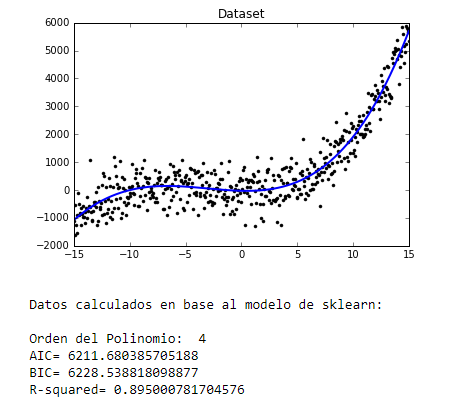 Dataset
6000
5000
4000
3000
2000
1000
0
−1000
−2000
−15
−10
−5
0
5
10
15
Datos calculados en base al modelo de sklearn:
Orden del Polinomio:  4
AIC= 6211.680385705188
BIC= 6228.538818098877
R-squared= 0.895000781704576